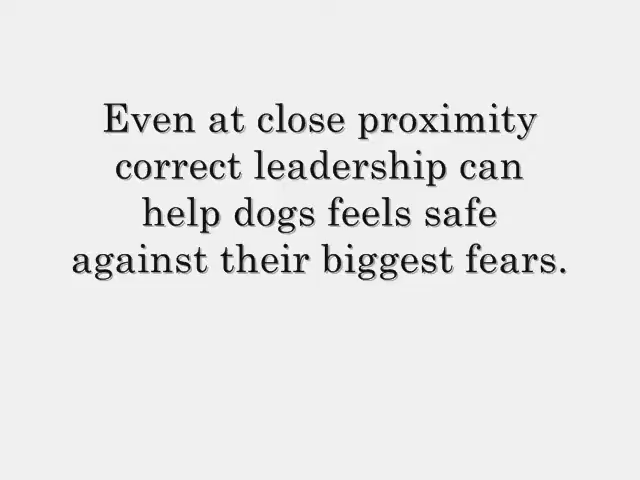 Even at close proximity
correct leadership can
help dogs feels safe
against their biggest fears.